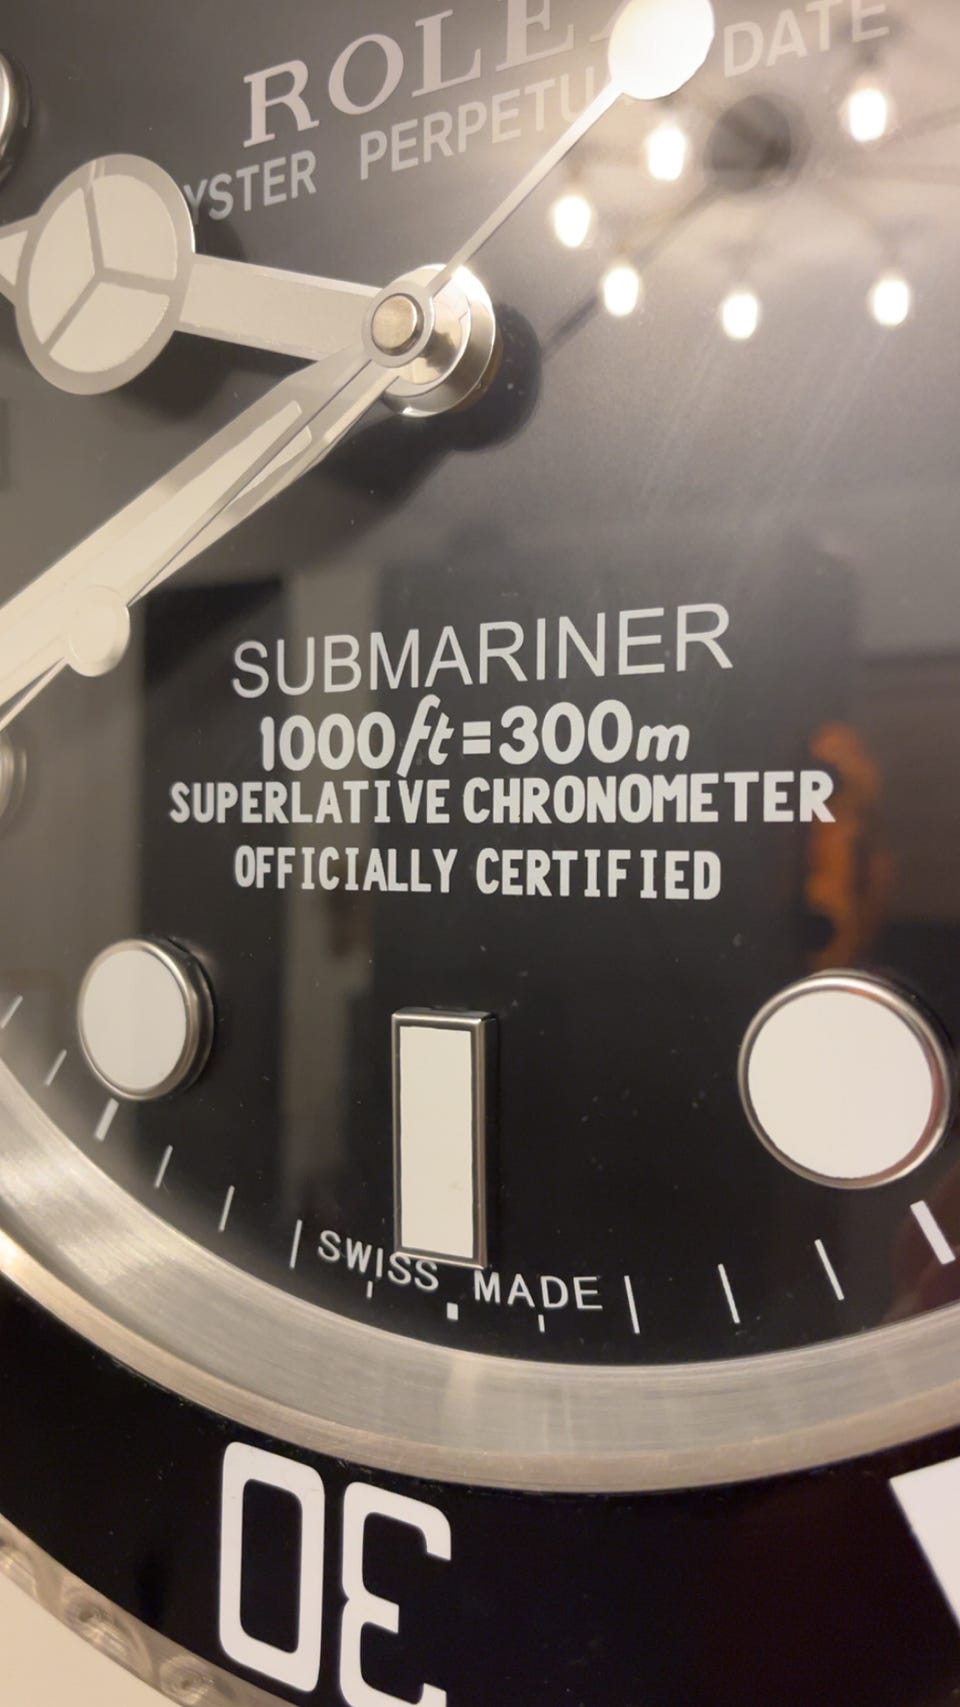 ROLE
YSTER PERPETU DATE
SUBMARINER
1000ft=300m
SUPERLATIVE CHRONOMETER
OFFICIALLY CERTIFIED
SWISS MADE
30